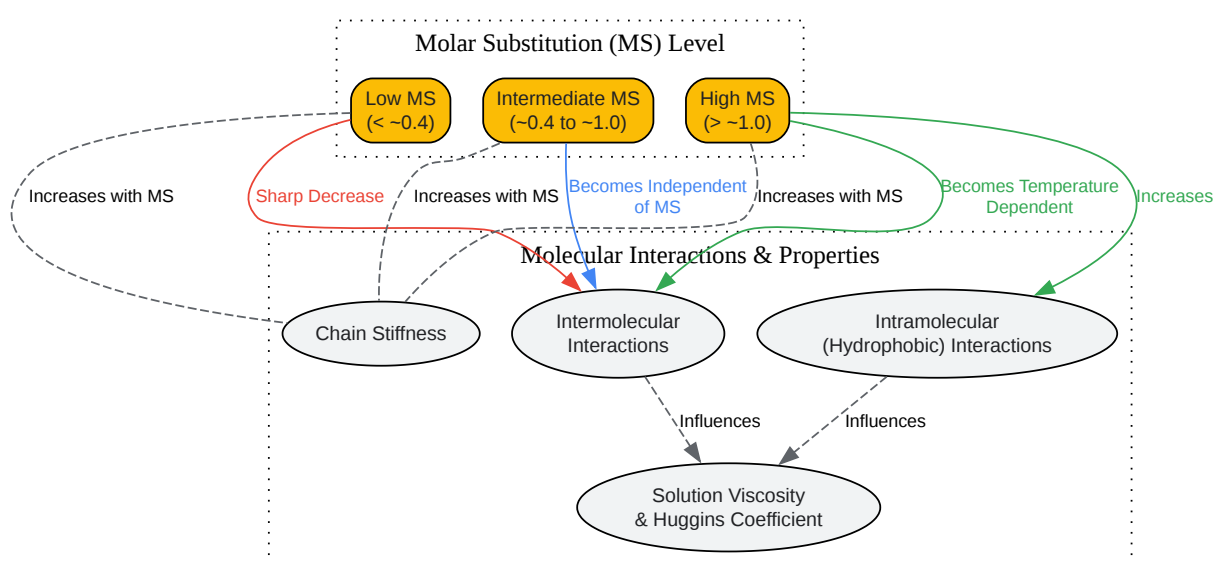 Molar Substitution (MS) Level
Low MS
(< ~0.4)
Intermediate MS
(~0.4 to ~1.0)
High MS
(> ~1.0)
Increases with MS
Sharp Decrease
Increases with MS
Becomes Independent
of MS
Increases with MS
Becomes Temperature
Dependent
Increases
Molecular Interactions & Properties
Chain Stiffness
Intermolecular
Interactions
Intramolecular
(Hydrophobic) Interactions
Influences
Influences
Solution Viscosity
& Huggins Coefficient